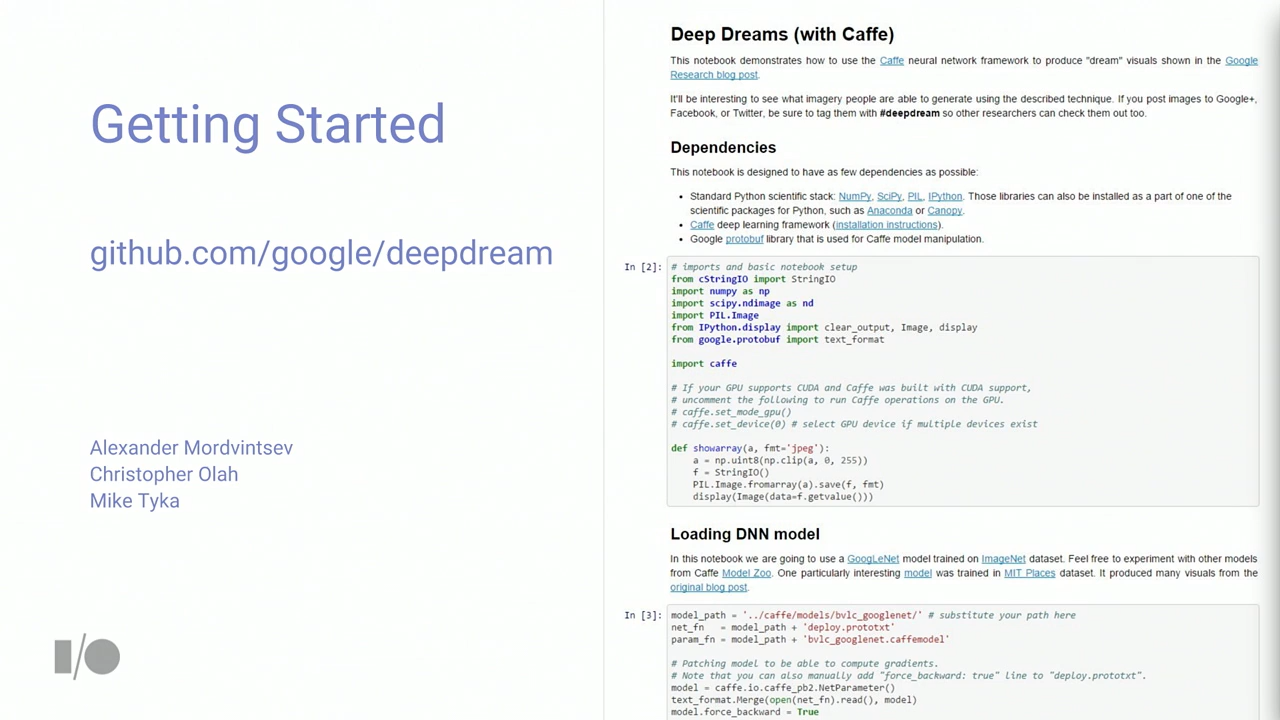 Getting Started
github.com/google/deepdream
Alexander Mordvintsev
Christopher Olah
Mike Tyka
I/O
Deep Dreams (with Caffe)
This notebook demonstrates how to use the Caffe neural network framework to produce "dream" visuals shown in the Google
Research blog post.
It'll be interesting to see what imagery people are able to generate using the described technique. If you post images to Google+,
Facebook, or Twitter, be sure to tag them with #deepdream so other researchers can check them out too.
Dependencies
This notebook is designed to have as few dependencies as possible:
• Standard Python scientific stack: NumPy, SciPy, PIL, IPython. Those libraries can also be installed as a part of one of the
scientific packages for Python, such as Anaconda or Canopy.
• Caffe deep learning framework (installation instructions).
• Google protobuf library that is used for Caffe model manipulation.
In [2]:
# imports and basic notebook setup
from cStringIO import StringIO
import numpy as np
import scipy.ndimage as nd
import PIL.Image
from IPython.display import clear_output, Image, display
from google.protobuf import text_format
import caffe
# If your GPU supports CUDA and Caffe was built with CUDA support,
# uncomment the following to run Caffe operations on the GPU.
# caffe.set_mode_gpu()
# caffe.set_device(0) # select GPU device if multiple devices exist
def showarray(a, fmt='jpeg'):
a = np.uint8(np.clip(a, 0, 255))
f = StringIO()
PIL.Image.fromarray(a).save(f, fmt)
display(Image(data=f.getvalue()))
Loading DNN model
In this notebook we are going to use a GoogLeNet model trained on ImageNet dataset. Feel free to experiment with other models
from Caffe Model Zoo. One particularly interesting model was trained in MIT Places dataset. It produced many visuals from the
original blog post.
In [3]:
model_path = '../caffe/models/bvlc_googlenet/' # substitute your path here
net_fn = model_path + 'deploy.prototxt'
param_fn = model_path + 'bvlc_googlenet.caffemodel'
# Patching model to be able to compute gradients.
# Note that you can also manually add "force_backward: true" line to "deploy.prototxt".
model = caffe.io.caffe_pb2.NetParameter()
text_format.Merge(open(net_fn).read(), model)
model.force_backward = True